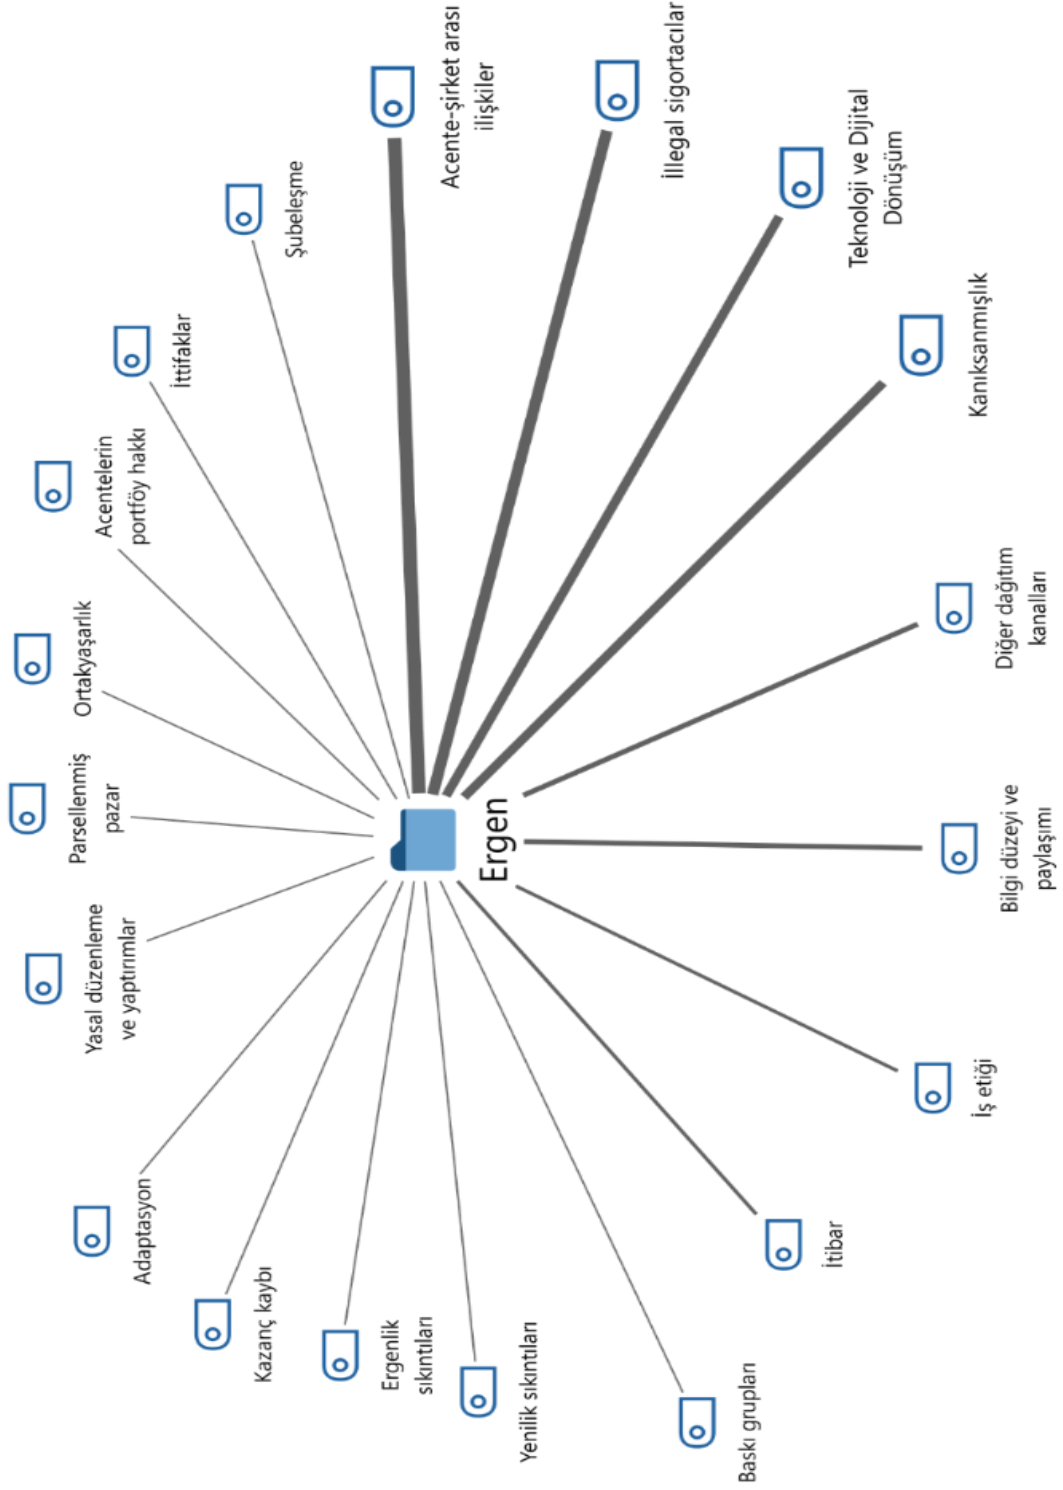 Acente-şirket arası
ilişkiler
İllegal sigortacılar
Teknoloji ve Dijital
Dönüşüm
Kanıksanmışlık
Diğer dağıtım
kanalları
Bilgi düzeyi ve
paylaşımı
İş etiği
İtibar
Baskı grupları
Yenilik sıkıntıları
Ergenlik
sıkıntıları
Kazanç kaybı
Adaptasyon
Yasal düzenleme
ve yaptırımlar
Parsellenmiş
pazar
Ortakyaşarlık
Acentelerin
portföy hakkı
İttifaklar
Şubeleşme
Ergen